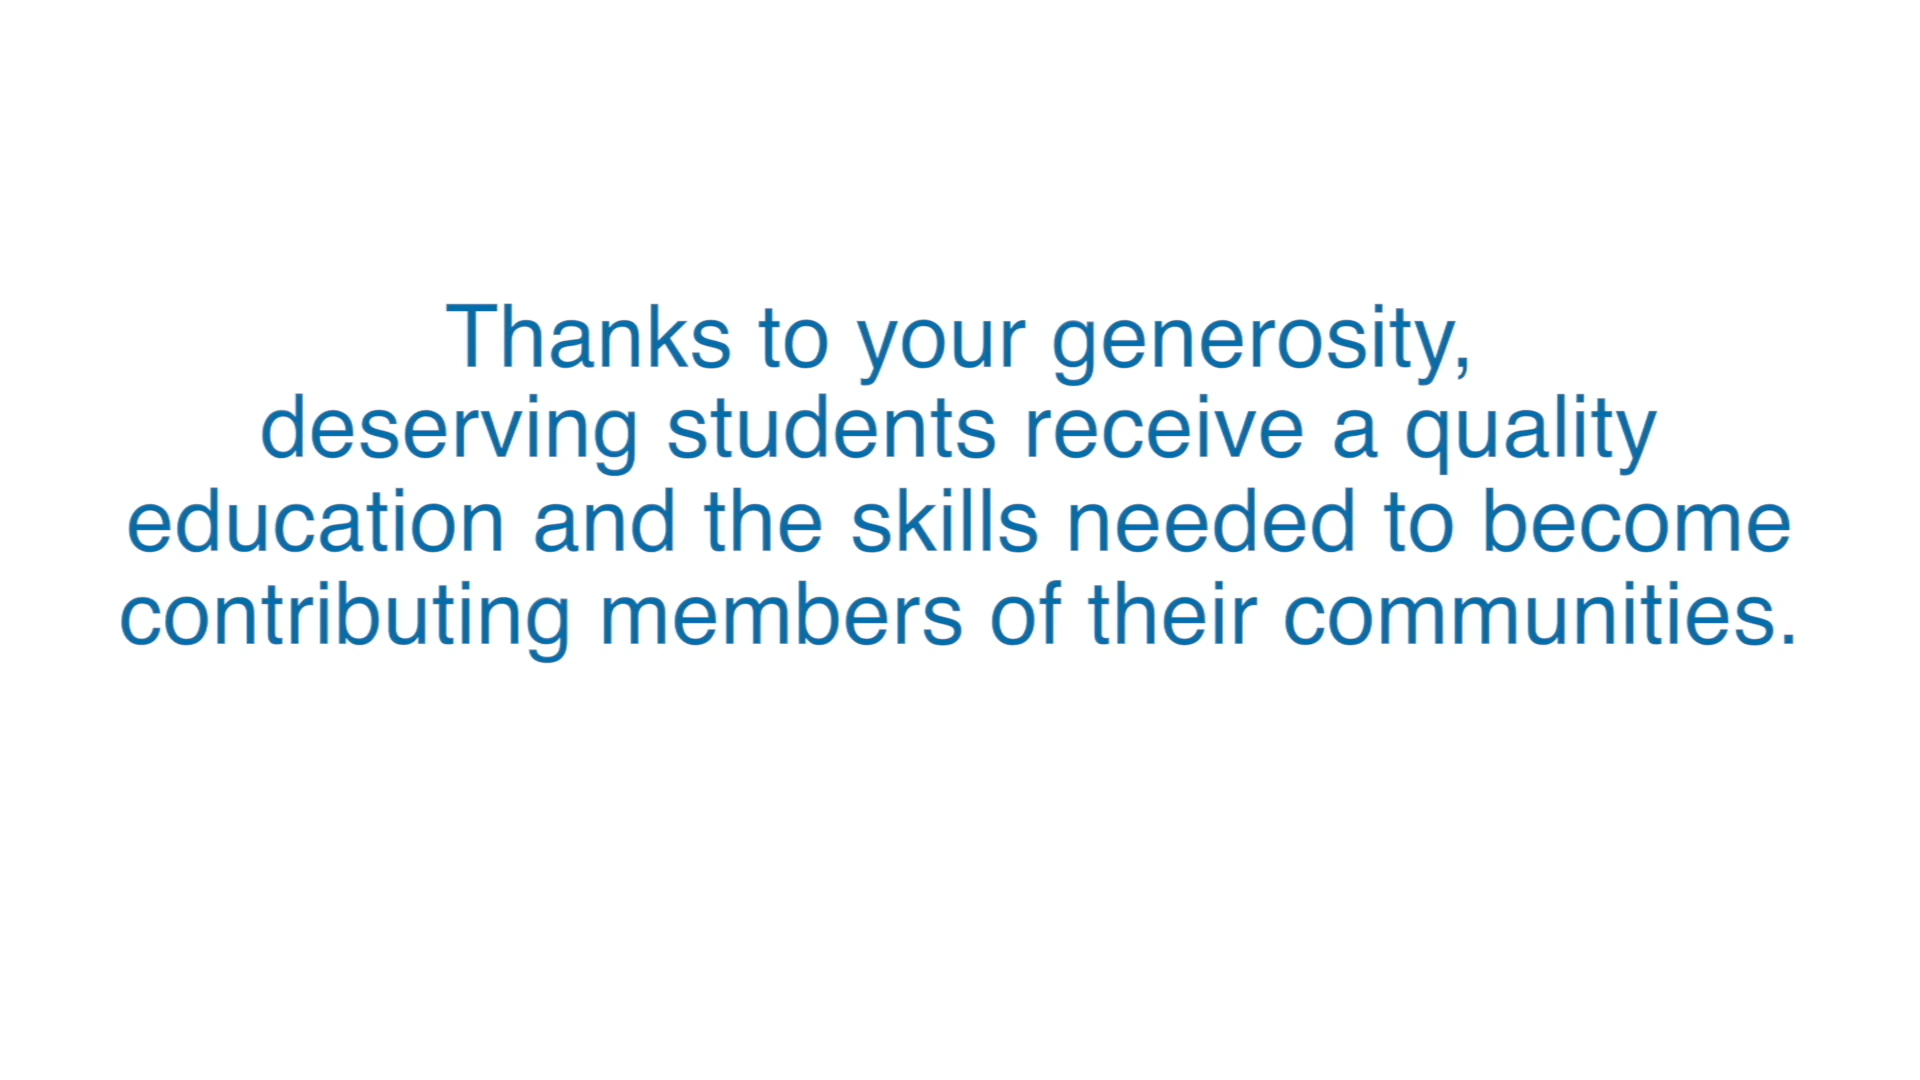 Thanks to your generosity,
deserving students receive a quality
education and the skills needed to become
contributing members of their communities.